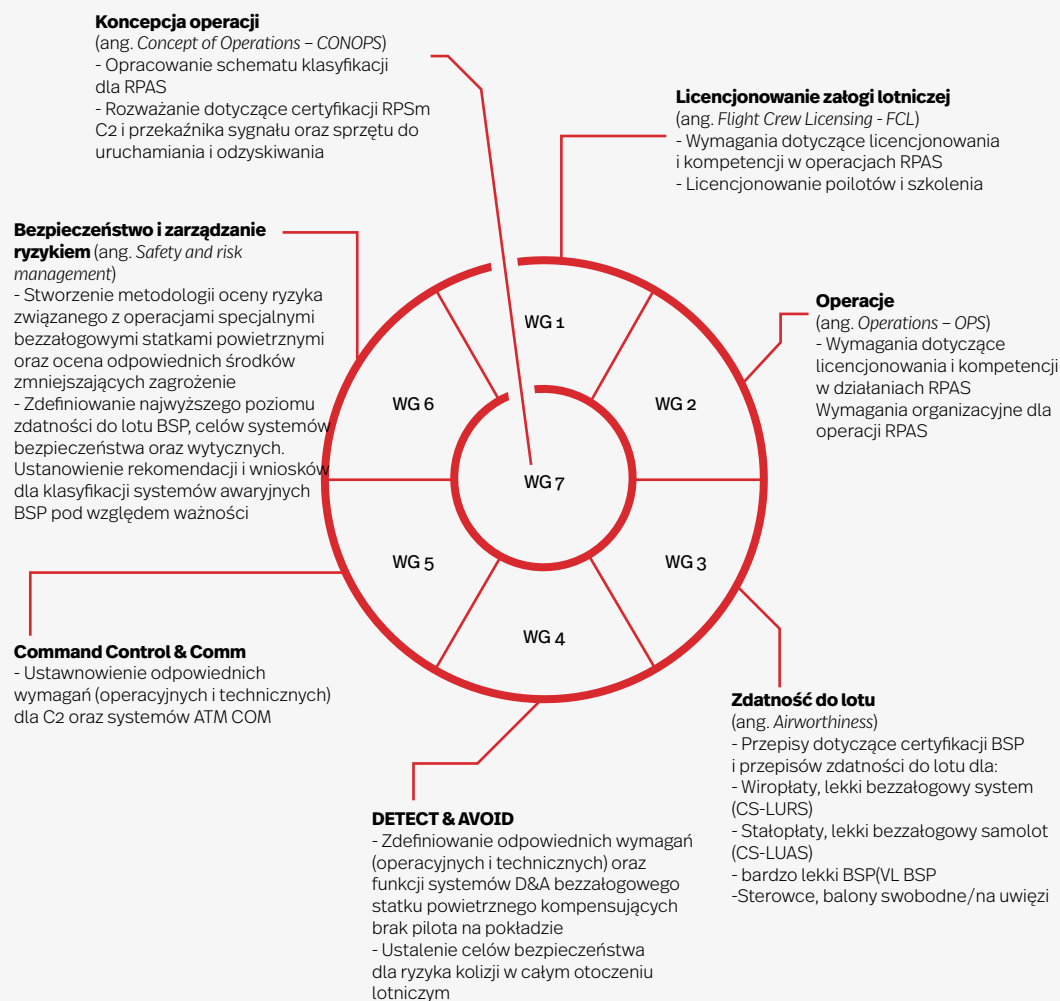 Koncepcja operacji
(ang. Concept of Operations – CONOPS)
- Opracowanie schematu klasyfikacji
dla RPAS
- Rozważanie dotyczące certyfikacji RPSm
C2 i przekaźnika sygnału oraz sprzętu do
uruchamiania i odzyskiwania
Licencjonowanie załogi lotniczej
(ang. Flight Crew Licensing - FCL)
- Wymagania dotyczące licencjonowania
i kompetencji w operacjach RPAS
- Licencjonowanie poilotów i szkolenia
Bezpieczeństwo i zarządzanie
ryzykiem (ang. Safety and risk
management)
- Stworzenie metodologii oceny ryzyka
związanego z operacjami specjalnymi
bezzałogowymi statkami powietrznymi
oraz ocena odpowiednich środków
zmniejszających zagrożenie
- Zdefiniowanie najwyższego poziomu
zdatności do lotu BSP, celów systemów
bezpieczeństwa oraz wytycznych.
Ustanowienie rekomendacji i wniosków
dla klasyfikacji systemów awaryjnych
BSP pod względem ważności
Operacje
(ang. Operations – OPS)
- Wymagania dotyczące
licencjonowania i kompetencji
w działaniach RPAS
Wymagania organizacyjne dla
operacji RPAS
WG 1
WG 2
WG 6
WG 7
WG 5
WG 3
WG 4
Command Control & Comm
- Ustawnowienie odpowiednich
wymagań (operacyjnych i technicznych)
dla C2 oraz systemów ATM COM
DETECT & AVOID
- Zdefiniowanie odpowiednich wymagań
(operacyjnych i technicznych) oraz
funkcji systemów D&A bezzałogowego
statku powietrznego kompensujących
brak pilota na pokładzie
- Ustalenie celów bezpieczeństwa
dla ryzyka kolizji w całym otoczeniu
lotniczym
Zdatność do lotu
(ang. Airworthiness)
- Przepisy dotyczące certyfikacji BSP
i przepisów zdatności do lotu dla:
- Wiropłaty, lekki bezzałogowy system
(CS-LURS)
- Stałopłaty, lekki bezzałogowy samolot
(CS-LUAS)
- bardzo lekki BSP(VL BSP
-Sterowce, balony swobodne/na uwięzi